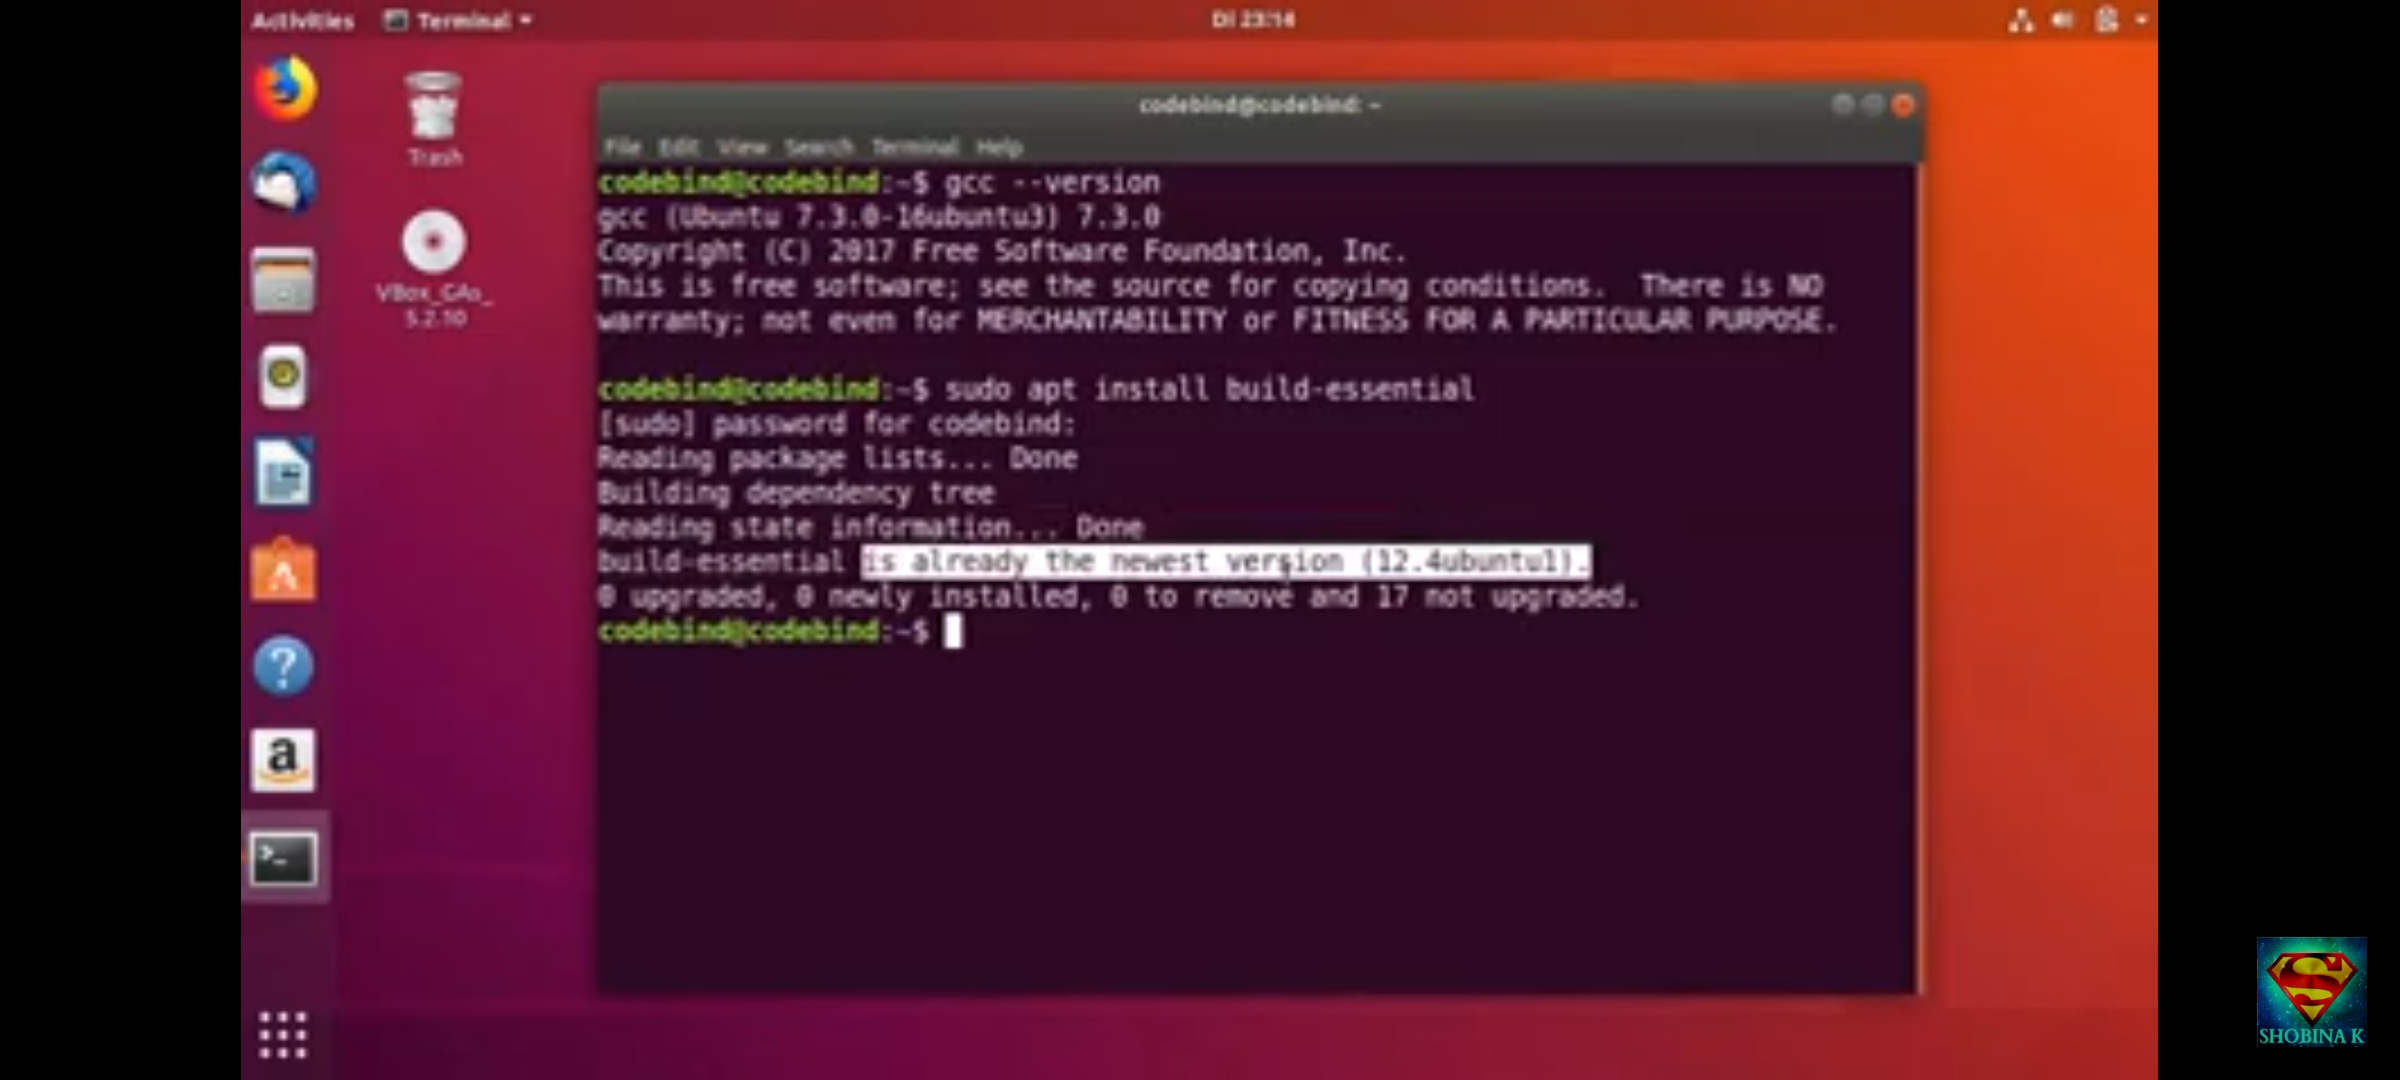 Activities
Terminal
Di 23:14
Trash
VBox_GAs_
5.2.10
codebind@codebind: ~
File Edit View Search Terminal Help
codebind@codebind:~$ gcc --version
gcc (Ubuntu 7.3.0-16ubuntu3) 7.3.0
Copyright (C) 2017 Free Software Foundation, Inc.
This is free software; see the source for copying conditions.  There is NO
warranty; not even for MERCHANTABILITY or FITNESS FOR A PARTICULAR PURPOSE.
codebind@codebind:~$ sudo apt install build-essential
[sudo] password for codebind:
Reading package lists... Done
Building dependency tree
Reading state information... Done
build-essential is already the newest version (12.4ubuntu1).
0 upgraded, 0 newly installed, 0 to remove and 17 not upgraded.
codebind@codebind:~$
SHOBINA K